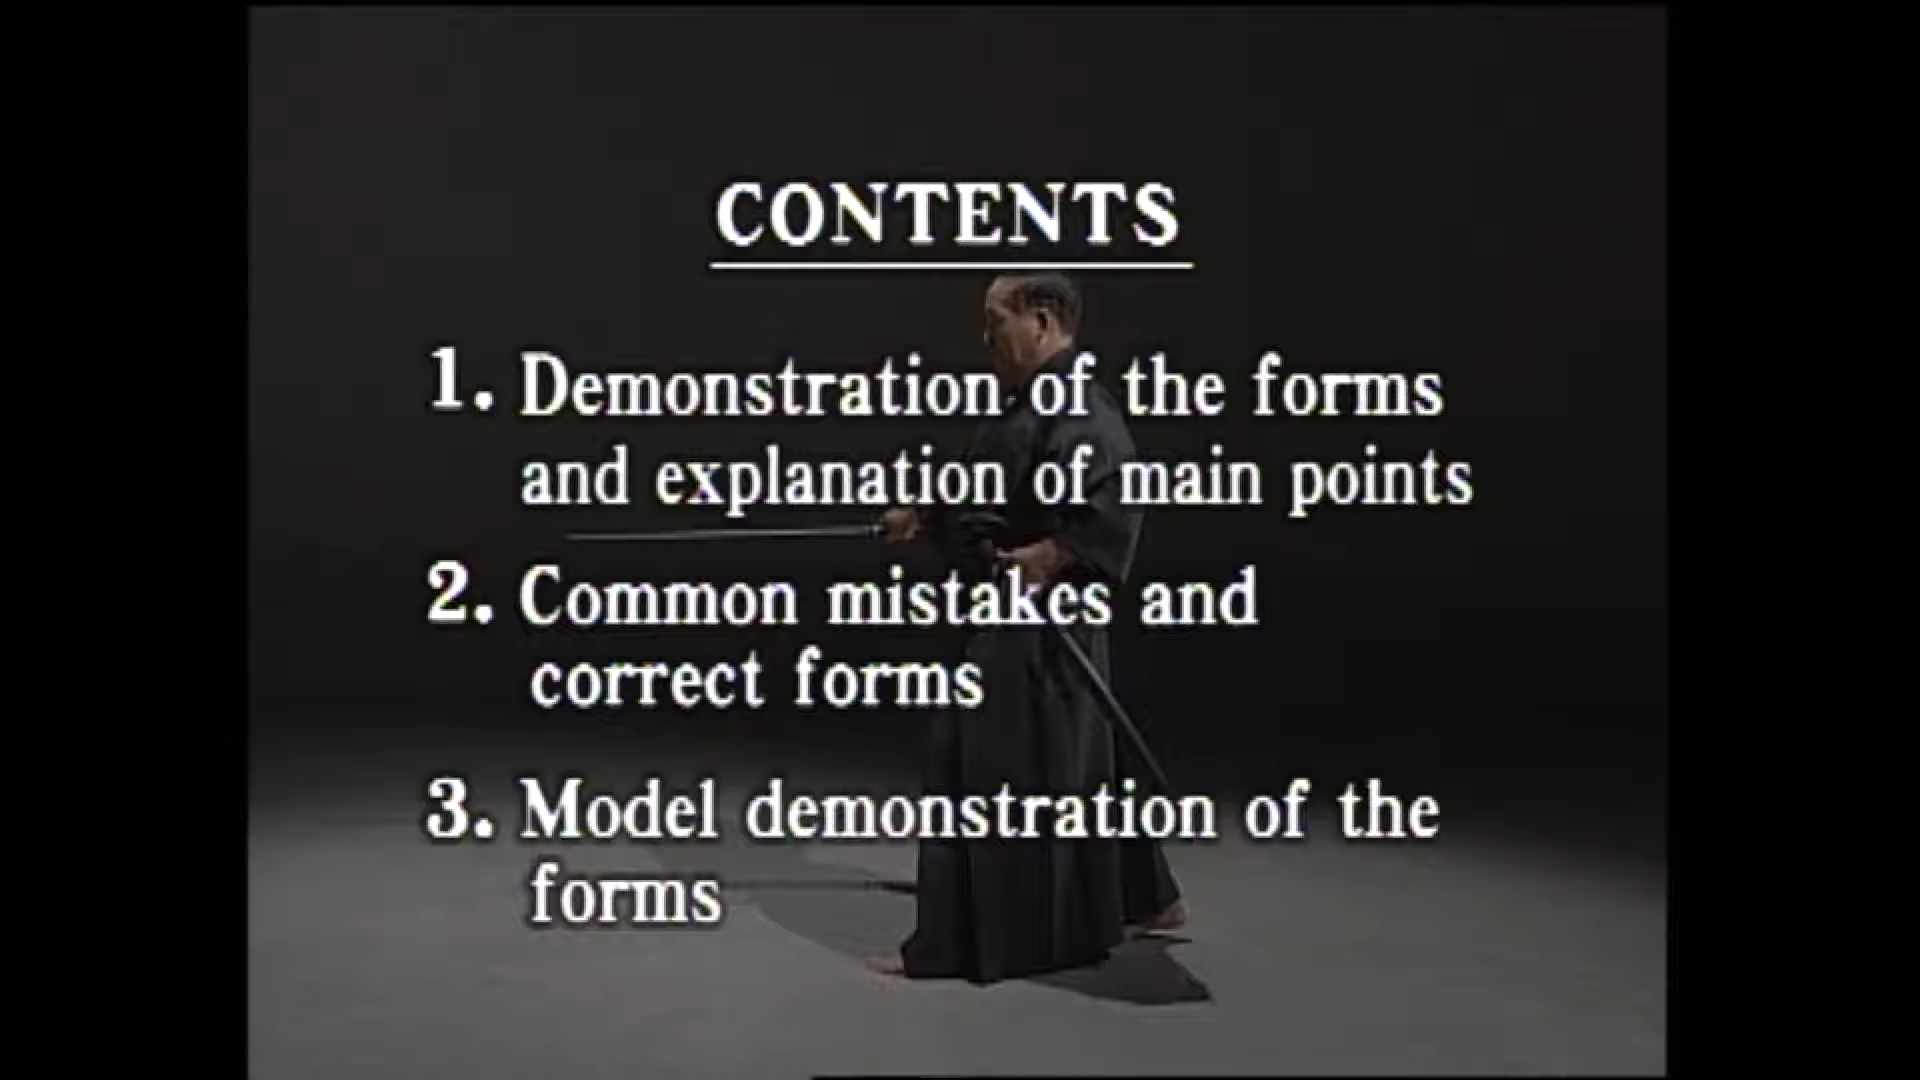 CONTENTS
1. Demonstration of the forms
and explanation of main points
2. Common mistakes and
correct forms
3. Model demonstration of the
forms